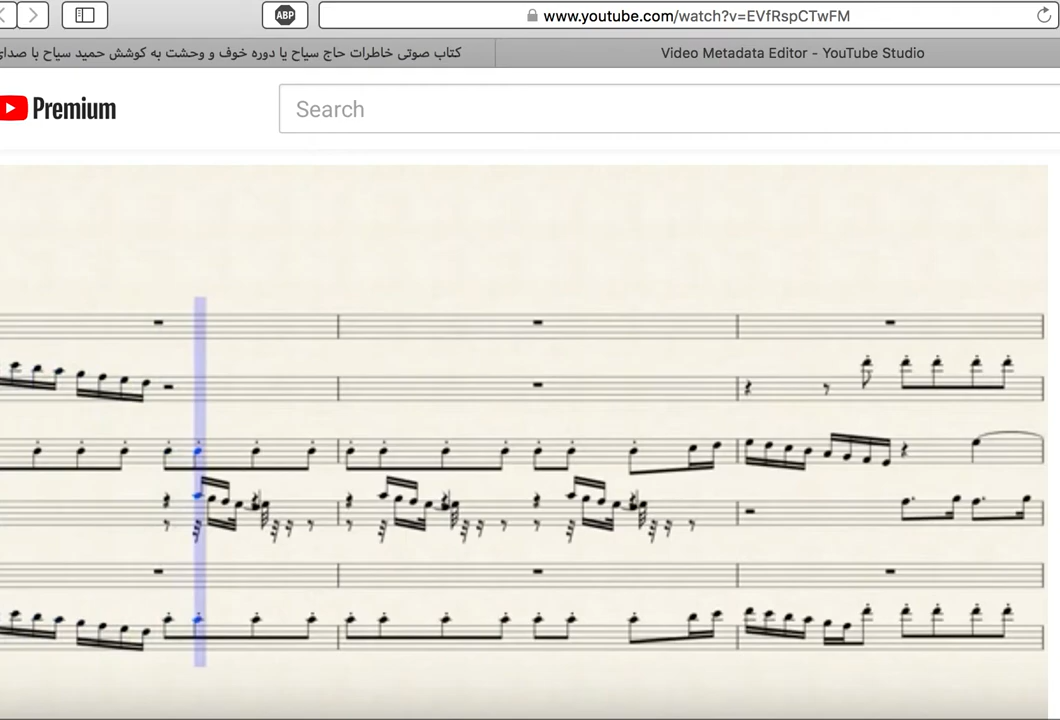 ABP
www.youtube.com/watch?v=EVfRspCTwFM
کتاب صوتی خاطرات حاج سیاح یا دوره خوف و وحشت به کوشش حمید سیاح با صدای
Video Metadata Editor - YouTube Studio
Premium
Search